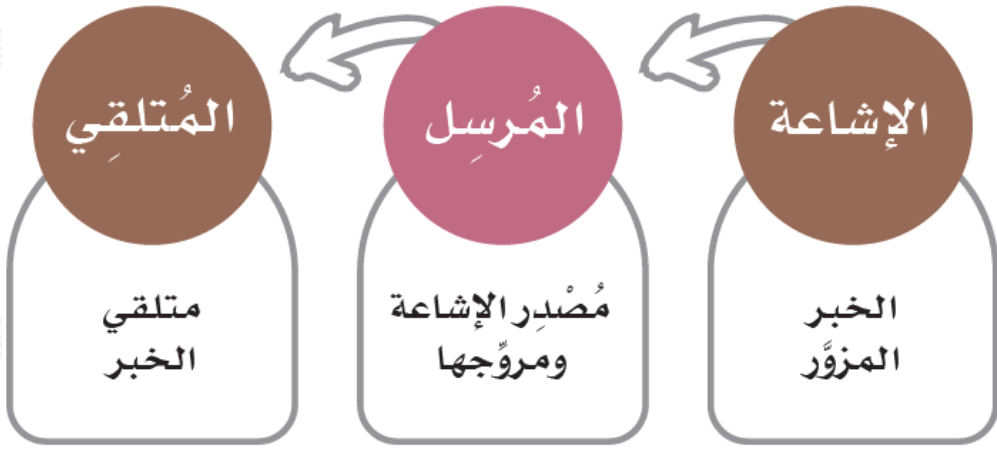 الإشاعة
الخبر
المزوَّر
المُرسِل
مُصْدِر الإشاعة
ومروِّجها
المُتلقِي
متلقي
الخبر